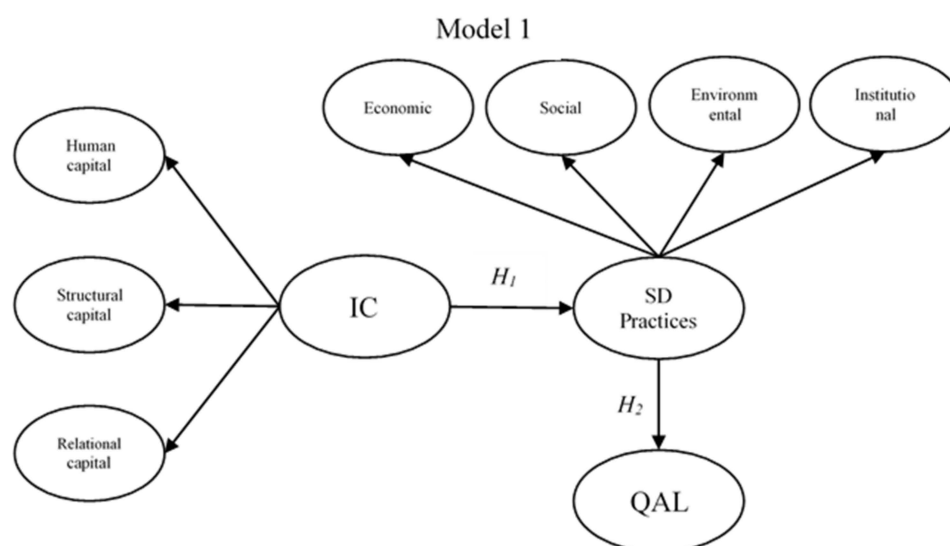 Model 1
Economic
Social
Environm
ental
Institutio
nal
Human
capital
Structural
capital
Relational
capital
IC
H1
SD
Practices
H2
QAL